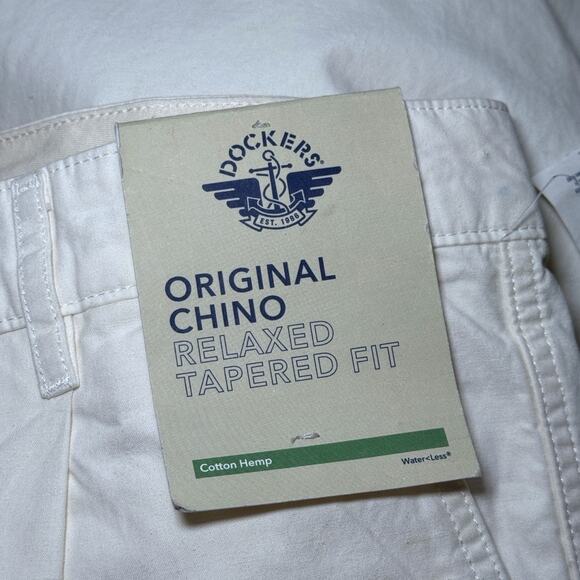 DOCKERS®
EST. 1986
ORIGINAL
CHINO
RELAXED
TAPERED FIT
Cotton Hemp
Water<Less®